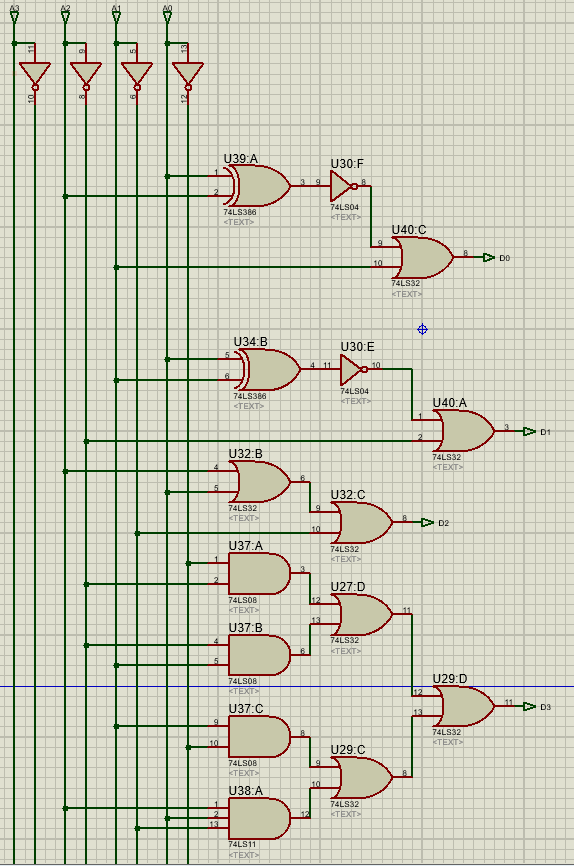 A3 A2 A1 A0
11 9 5 13
10 8 6 12
U39:A
1 3
2
74LS386
<TEXT>
U30:F
9 8
74LS04
<TEXT>
U40:C
9 8 D0
10
74LS32
<TEXT>
U34:B
5 4
6
74LS386
<TEXT>
U30:E
11 10
74LS04
<TEXT>
U40:A
1 3 D1
2
74LS32
<TEXT>
U32:B
4 6
5
74LS32
<TEXT>
U32:C
9 8 D2
10
74LS32
<TEXT>
U37:A
1 3
2
74LS08
<TEXT>
U27:D
12 11
13
74LS32
<TEXT>
U37:B
4 6
5
74LS08
<TEXT>
U29:D
12 11 D3
13
74LS32
<TEXT>
U37:C
9 8
10
74LS08
<TEXT>
U29:C
9 8
10
74LS32
<TEXT>
U38:A
1 12
2
13
74LS11
<TEXT>